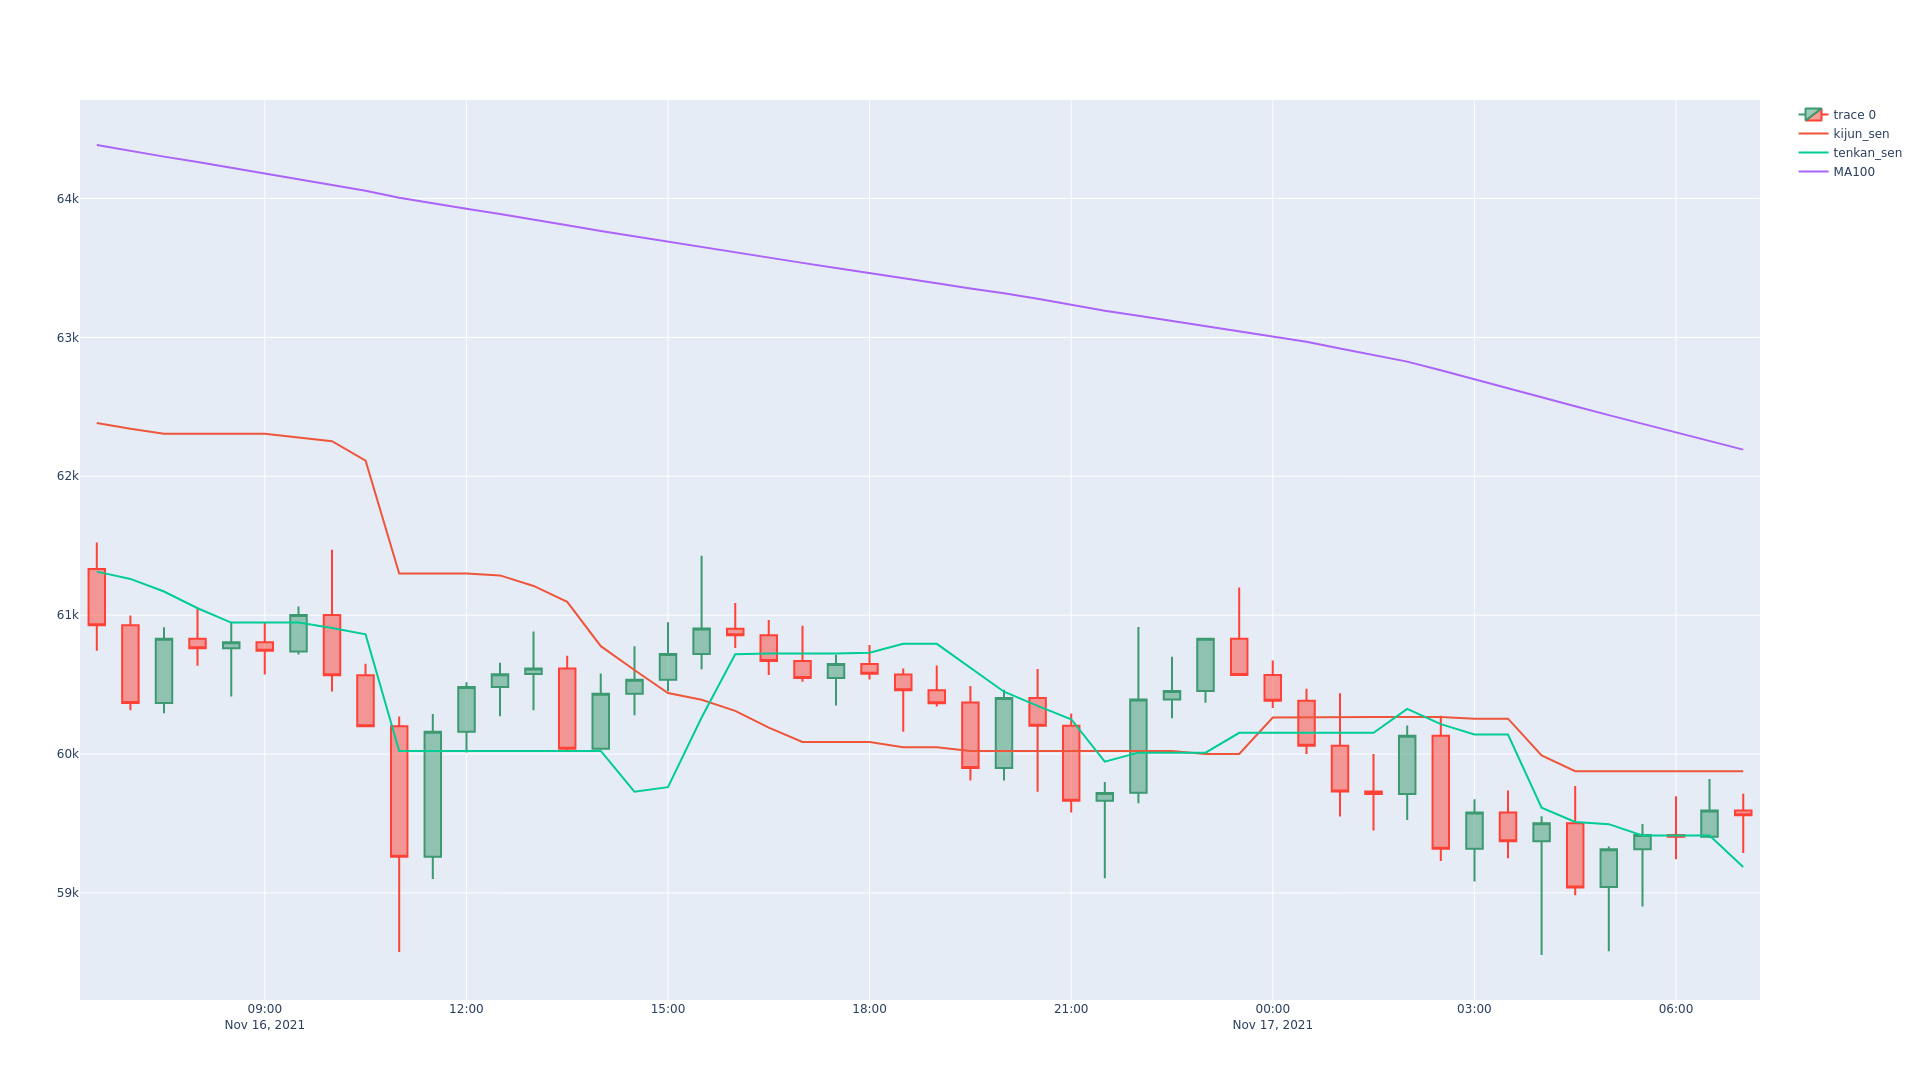 trace 0
kijun_sen
tenkan_sen
MA100
64k
63k
62k
61k
60k
59k
09:00 12:00 15:00 18:00 21:00 00:00 03:00 06:00
Nov 16, 2021 Nov 17, 2021